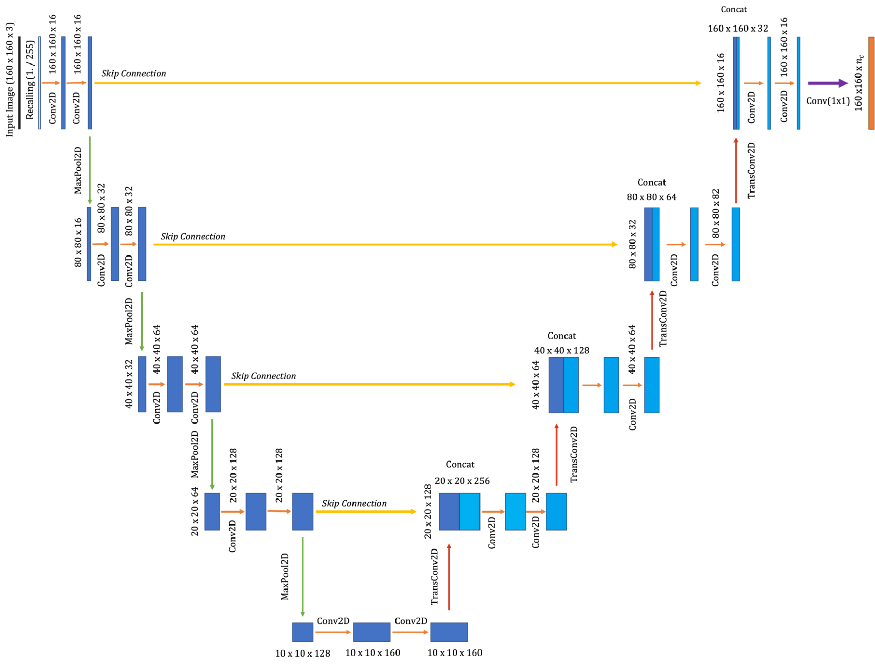 Input Image (160 x 160 x 3)
Recalling (1. / 255)
Conv2D
160 x 160 x 16
Conv2D
160 x 160 x 16
Skip Connection
Concat
160 x 160 x 32
160 x 160 x 16
Conv2D
Conv2D
160 x 160 x 16
Conv(1x1)
160 x160 x nc
MaxPool2D
TransConv2D
80 x 80 x 16
Conv2D
80 x 80 x 32
Conv2D
80 x 80 x 32
Skip Connection
Concat
80 x 80 x 64
80 x 80 x 32
Conv2D
Conv2D
80 x 80 x 82
MaxPool2D
TransConv2D
40 x 40 x 32
Conv2D
40 x 40 x 64
Conv2D
40 x 40 x 64
Skip Connection
Concat
40 x 40 x 128
40 x 40 x 64
Conv2D
40 x 40 x 64
MaxPool2D
TransConv2D
20 x 20 x 64
Conv2D
20 x 20 x 128
20 x 20 x 128
Skip Connection
Concat
20 x 20 x 256
20 x 20 x 128
Conv2D
Conv2D
20 x 20 x 128
MaxPool2D
TransConv2D
Conv2D
Conv2D
10 x 10 x 128
10 x 10 x 160
10 x 10 x 160